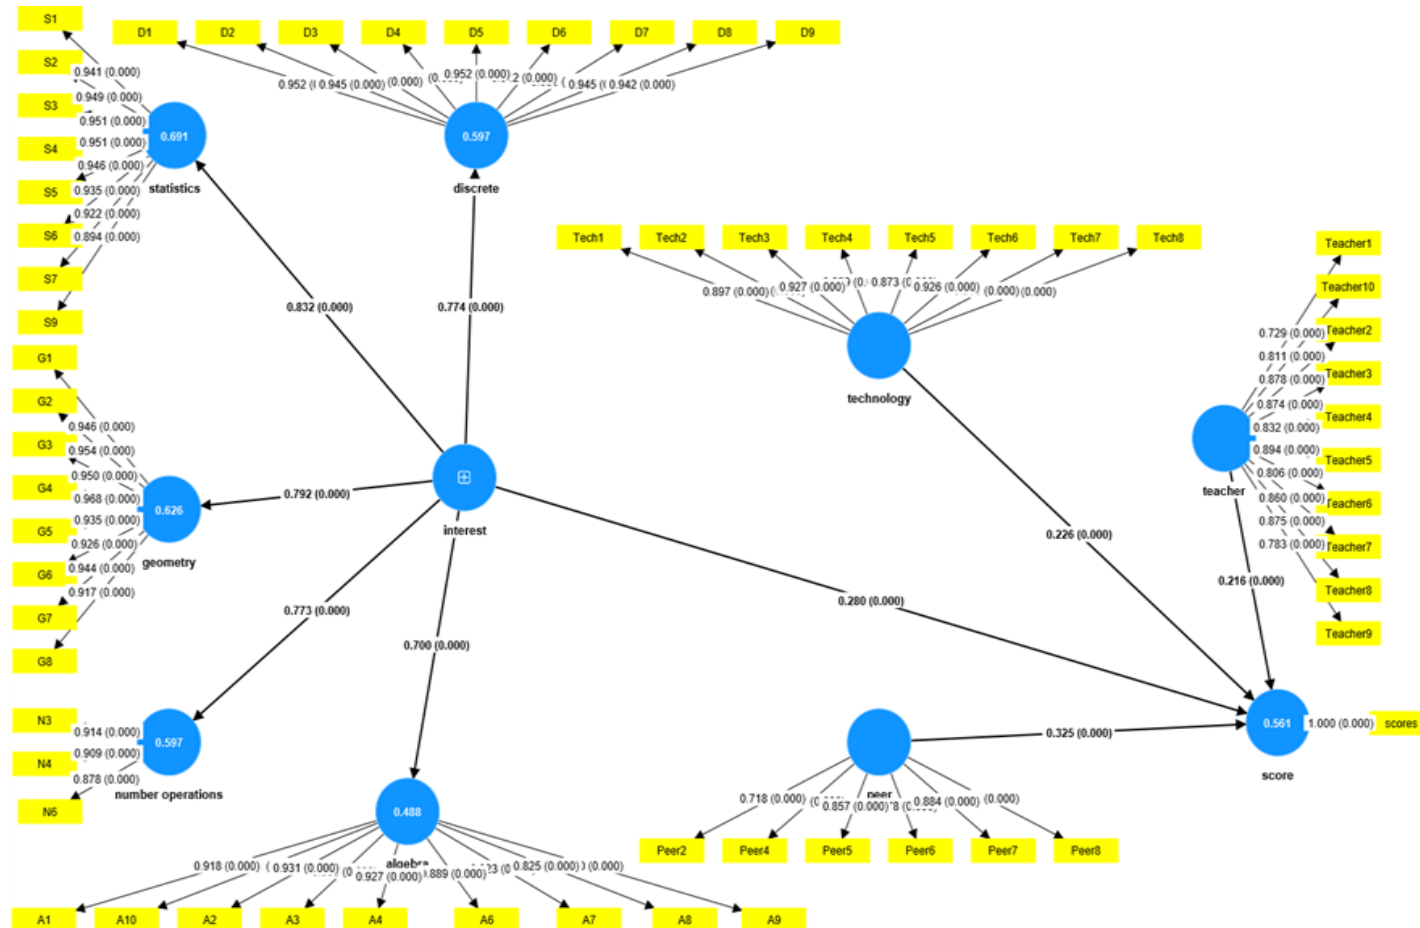 S1
S2
S3
S4
S5
S6
S7
S9
0.941 (0.000)
0.949 (0.000)
0.951 (0.000)
0.951 (0.000)
0.946 (0.000)
0.935 (0.000)
0.922 (0.000)
0.894 (0.000)
0.691
statistics
D1 D2 D3 D4 D5 D6 D7 D8 D9
0.952 0.945 (0.000) (0.000) 0.952 (0.000) (0.000) 0.945 0.942 (0.000)
0.597
discrete
0.832 (0.000)
0.774 (0.000)
Tech1 Tech2 Tech3 Tech4 Tech5 Tech6 Tech7 Tech8
0.897 (0.000) 0.927 (0.000) 0.873 0.926 (0.000) (0.000) (0.000)
technology
Teacher1
Teacher10
Teacher2
Teacher3
Teacher4
Teacher5
Teacher6
Teacher7
Teacher8
Teacher9
0.729 (0.000)
0.811 (0.000)
0.878 (0.000)
0.874 (0.000)
0.832 (0.000)
0.894 (0.000)
0.806 (0.000)
0.860 (0.000)
0.875 (0.000)
0.783 (0.000)
teacher
G1
G2
G3
G4
G5
G6
G7
G8
0.946 (0.000)
0.954 (0.000)
0.950 (0.000)
0.968 (0.000)
0.935 (0.000)
0.926 (0.000)
0.944 (0.000)
0.917 (0.000)
0.626
geometry
0.792 (0.000)
interest
0.226 (0.000)
0.216 (0.000)
0.280 (0.000)
0.773 (0.000)
0.700 (0.000)
N3
N4
N6
0.914 (0.000)
0.909 (0.000)
0.878 (0.000)
0.597
number operations
0.325 (0.000)
0.561
score
1.000 (0.000)
scores
peer
0.718 (0.000) 0.857 (0.000) 0.884 (0.000) (0.000)
Peer2 Peer4 Peer5 Peer6 Peer7 Peer8
0.488
algebra
0.918 (0.000) 0.931 (0.000) 0.927 (0.000) (0.000) 0.825 (0.000) (0.000)
A1 A10 A2 A3 A4 A6 A7 A8 A9